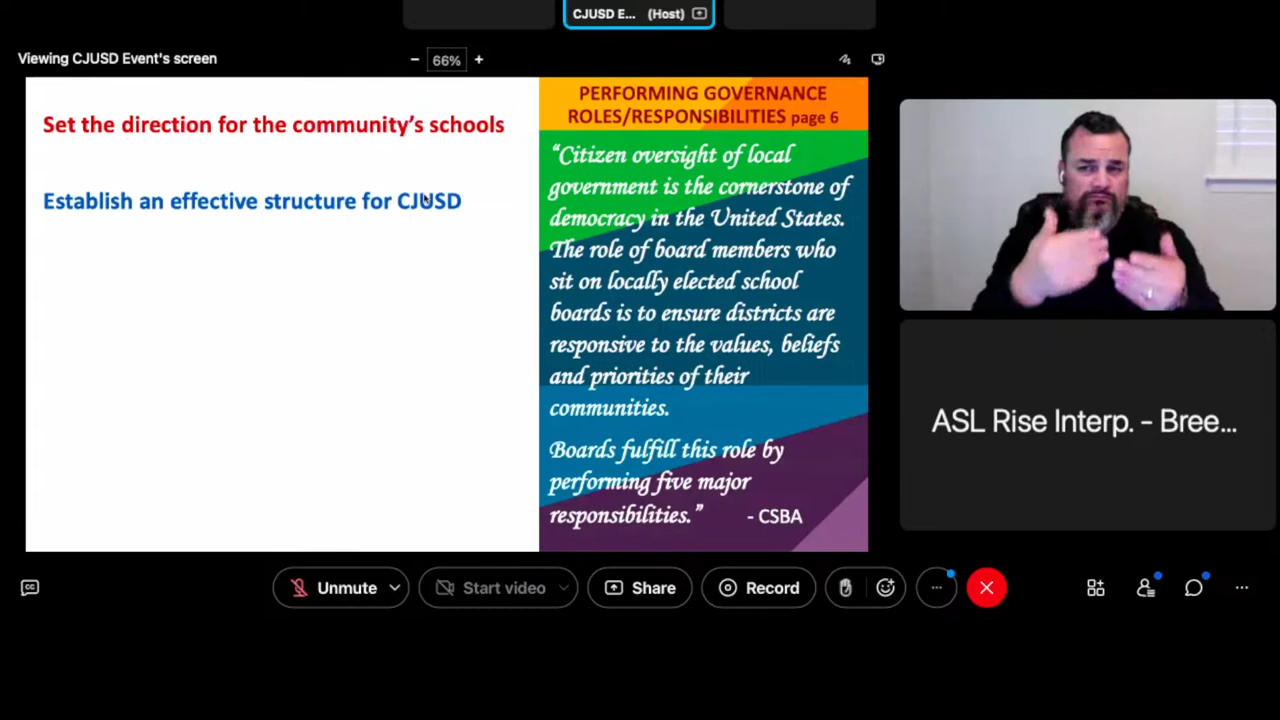 CJUSD E... (Host)
Viewing CJUSD Event's screen
66%
Set the direction for the community's schools
Establish an effective structure for CJUSD
PERFORMING GOVERNANCE
ROLES/RESPONSIBILITIES page 6
“Citizen oversight of local
government is the cornerstone of
democracy in the United States.
The role of board members who
sit on locally elected school
boards is to ensure districts are
responsive to the values, beliefs
and priorities of their
communities.
Boards fulfill this role by
performing five major
responsibilities.” - CSBA
ASL Rise Interp. - Bree...
CC
Unmute
Start video
Share
Record